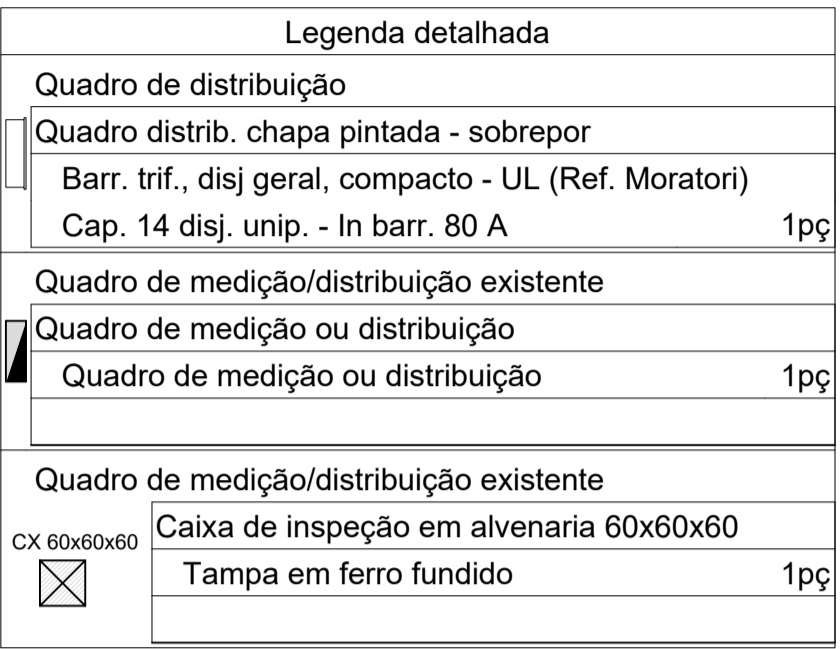 Legenda detalhada
Quadro de distribuição
Quadro distrib. chapa pintada - sobrepor
Barr. trif., disj geral, compacto - UL (Ref. Moratori)
Cap. 14 disj. unip. - In barr. 80 A 1pç
Quadro de medição/distribuição existente
Quadro de medição ou distribuição
Quadro de medição ou distribuição 1pç
Quadro de medição/distribuição existente
CX 60x60x60
Caixa de inspeção em alvenaria 60x60x60
Tampa em ferro fundido 1pç